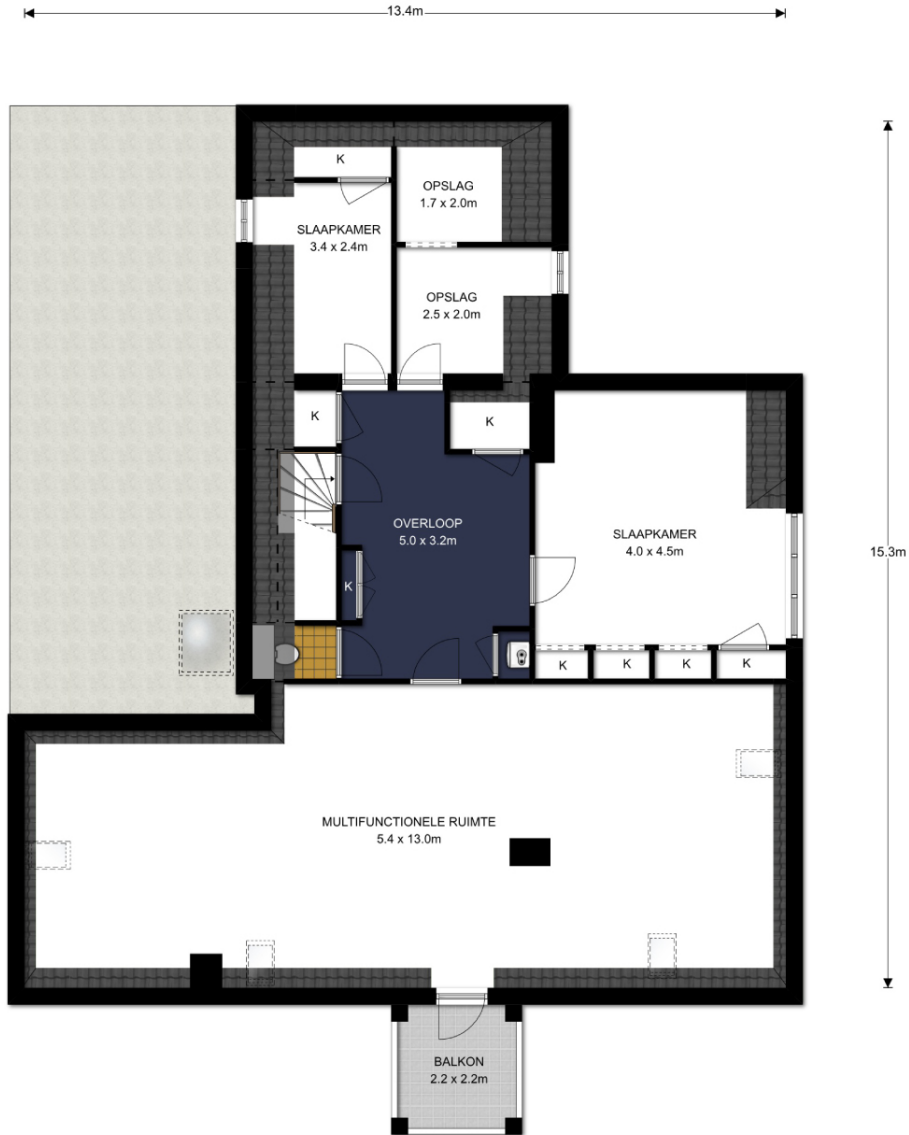 13.4m
K
OPSLAG
1.7 x 2.0m
SLAAPKAMER
3.4 x 2.4m
OPSLAG
2.5 x 2.0m
K
K
OVERLOOP
5.0 x 3.2m
SLAAPKAMER
4.0 x 4.5m
15.3m
K
K
K
K
K
MULTIFUNCTIONELE RUIMTE
5.4 x 13.0m
BALKON
2.2 x 2.2m